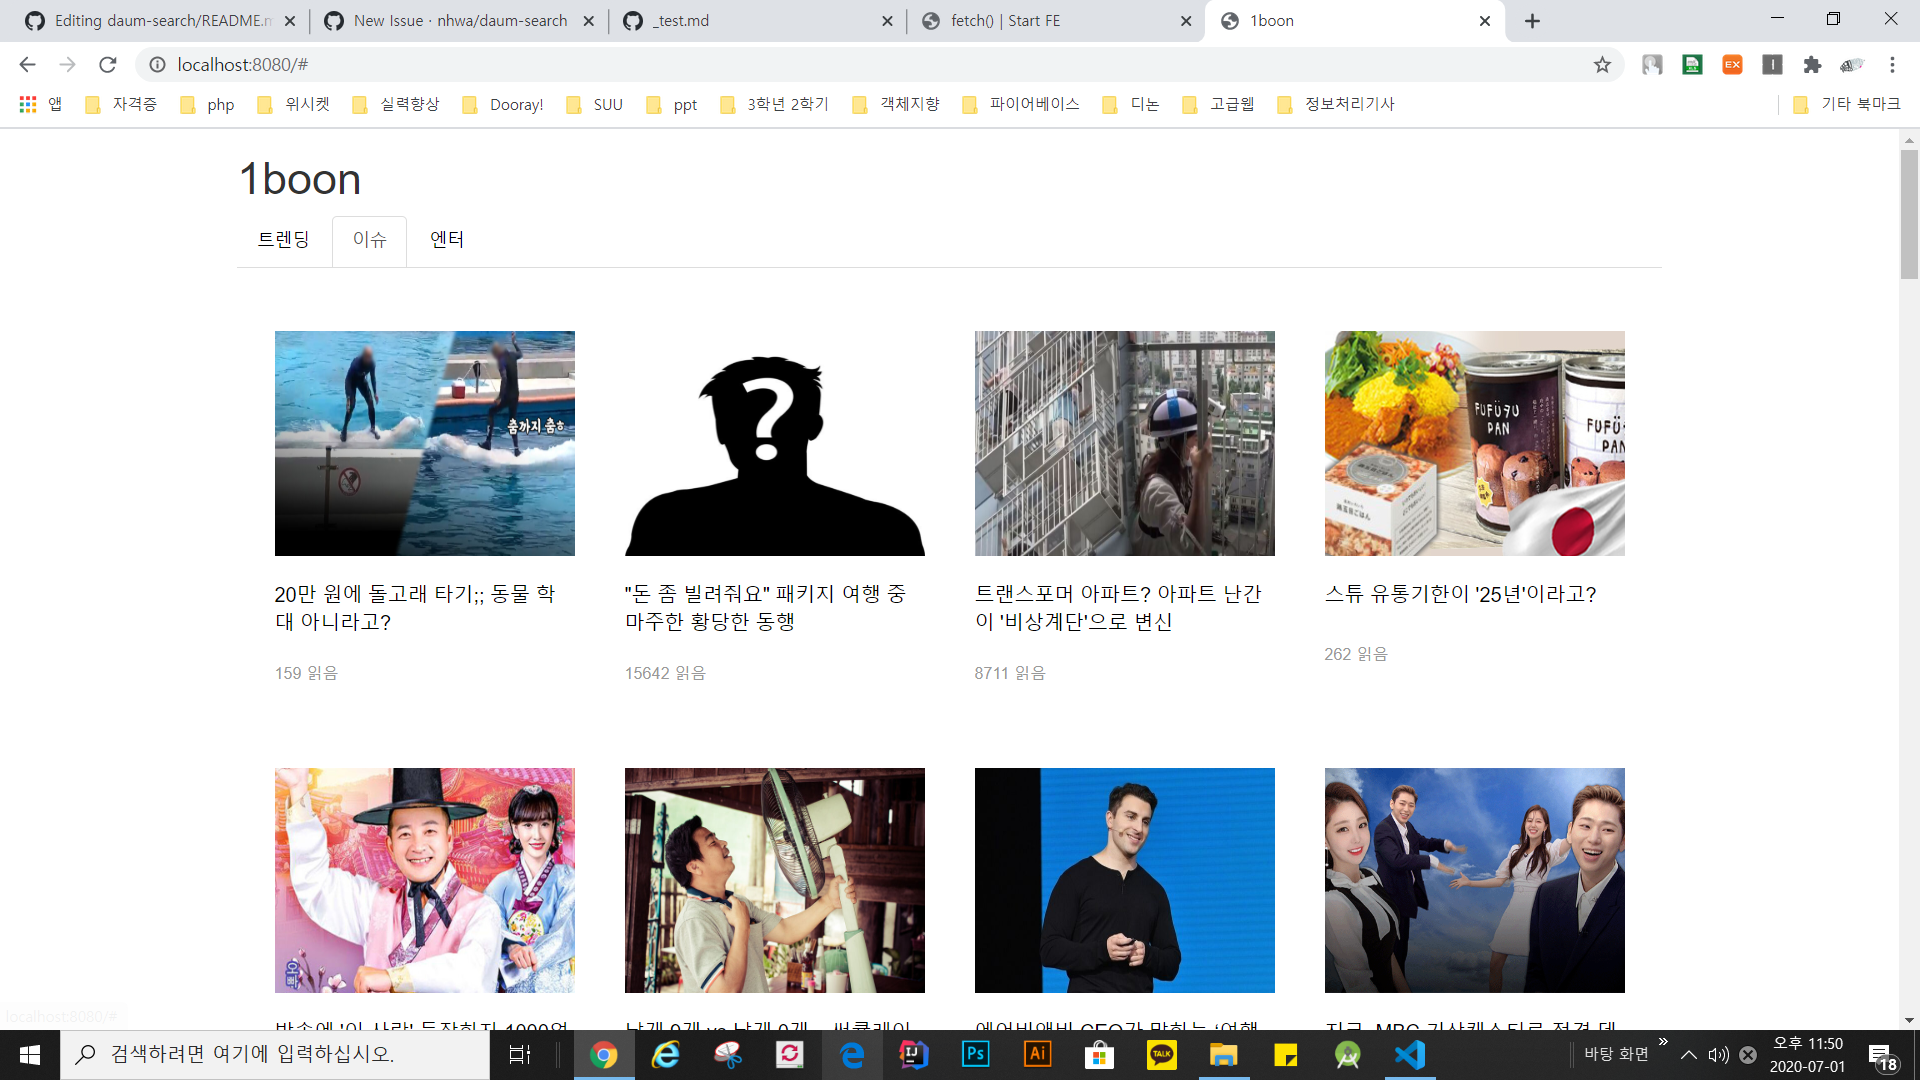 Editing daum-search/README.m
New Issue · nhwa/daum-search
_test.md
fetch() | Start FE
1boon
localhost:8080/#
앱
자격증
php
위시켓
실력향상
Dooray!
SUU
ppt
3학년 2학기
객체지향
파이어베이스
디논
고급웹
정보처리기사
기타 북마크
1boon
트렌딩
이슈
엔터
춤까지 춤ㅎ
FUFUFU PAN
FUFU
PAN
20만 원에 돌고래 타기;; 동물 학
대 아니라고?
159 읽음
"돈 좀 빌려줘요" 패키지 여행 중
마주한 황당한 동행
15642 읽음
트랜스포머 아파트? 아파트 난간
이 '비상계단'으로 변신
8711 읽음
스튜 유통기한이 '25년'이라고?
262 읽음
localhost:8080/#
검색하려면 여기에 입력하십시오.
바탕 화면
오후 11:50
2020-07-01
18